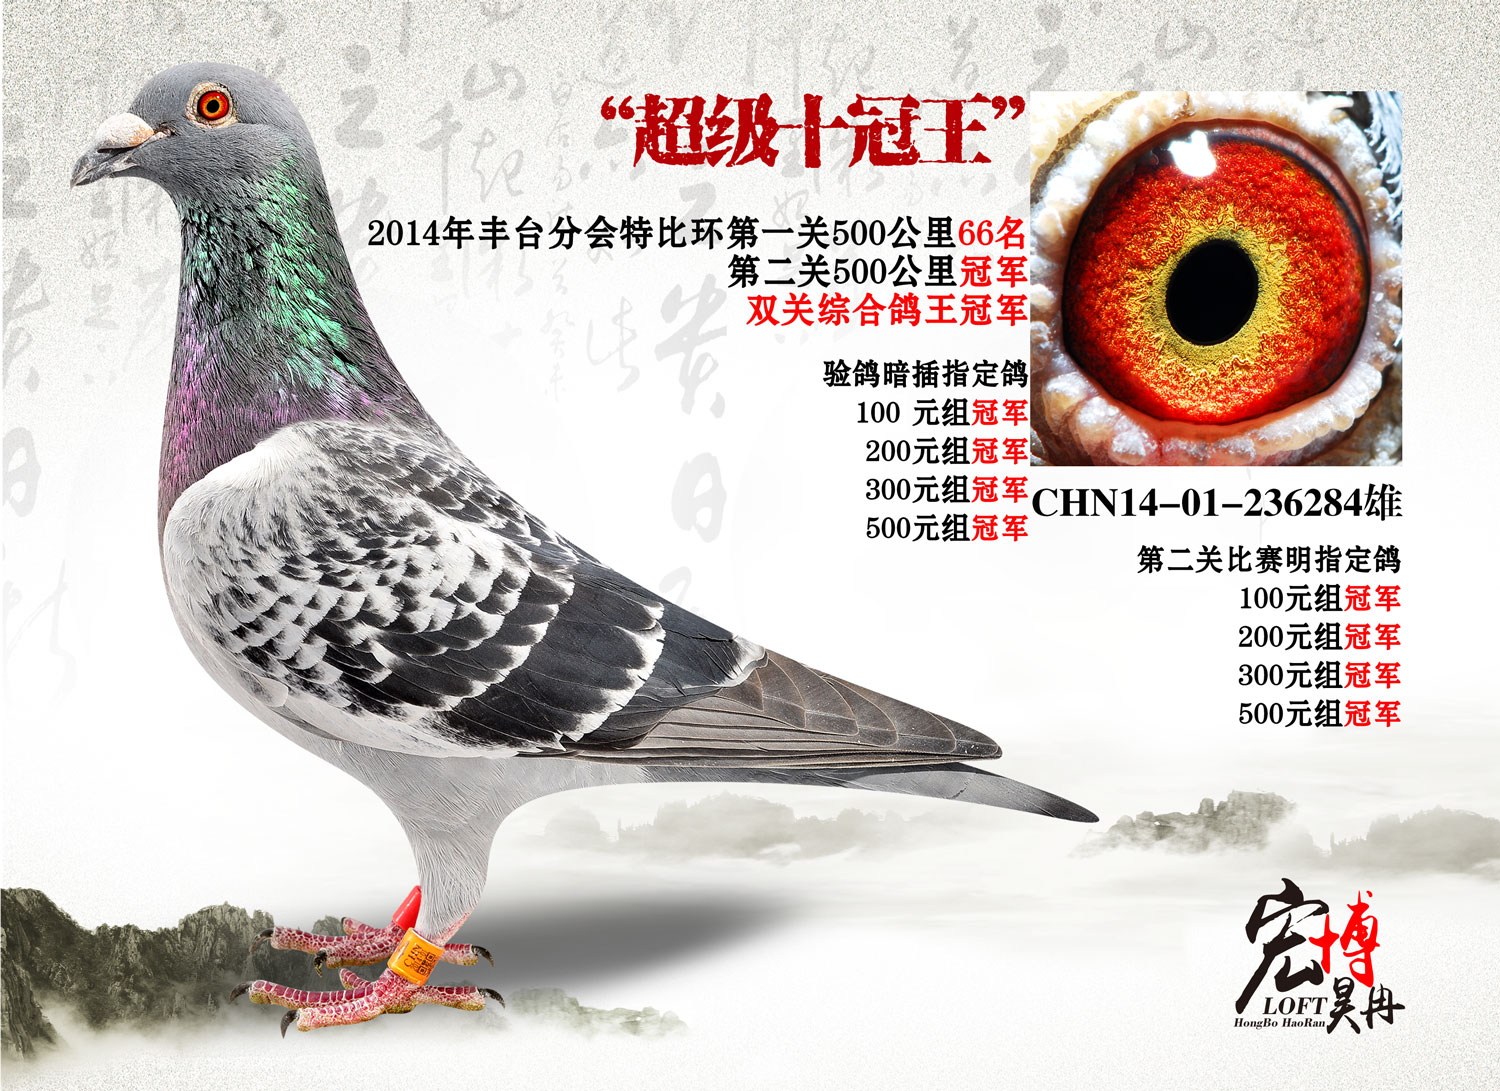 “超级十冠王”
2014年丰台分会特比环第一关500公里66名
第二关500公里冠军
双关综合鸽王冠军
验鸽暗插指定鸽
100 元组冠军
200元组冠军
300元组冠军
500元组冠军
CHN14-01-236284雄
第二关比赛明指定鸽
100元组冠军
200元组冠军
300元组冠军
500元组冠军
宏博
LOFT昊冉
HongBo HaoRan
CHN